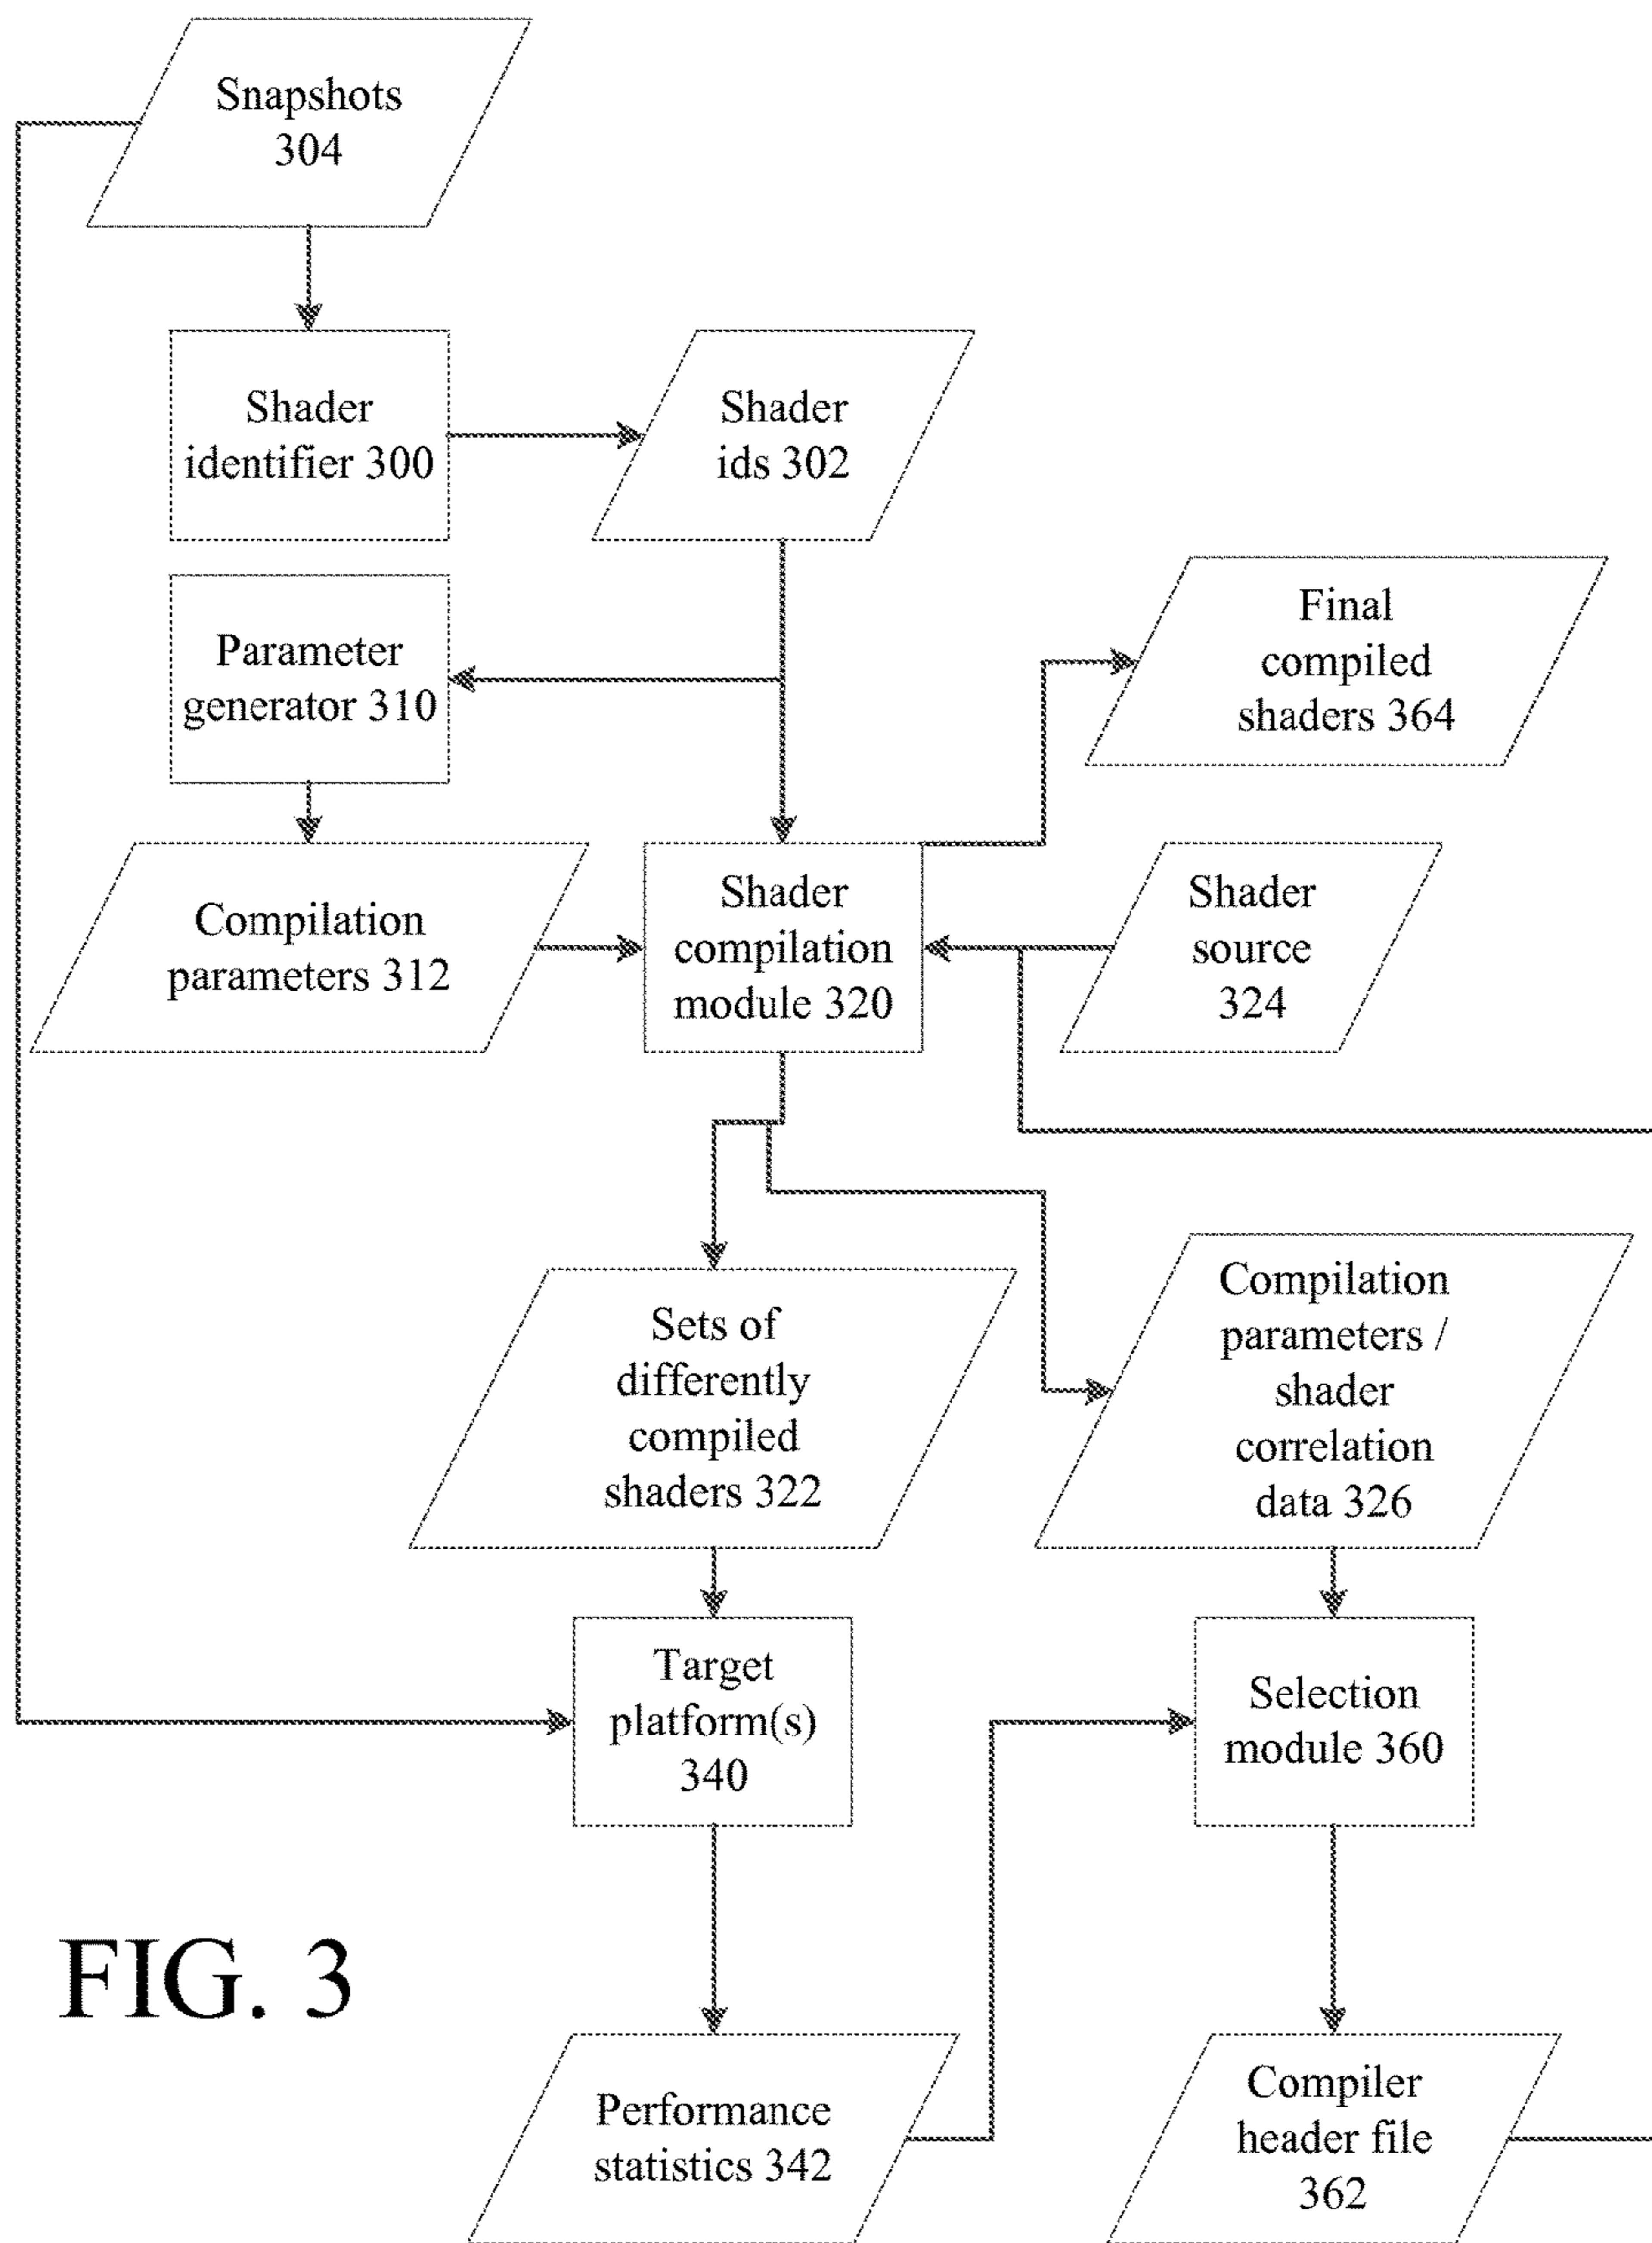 Snapshots
304
Shader
identifier 300
Shader
ids 302
Parameter
generator 310
Final
compiled
shaders 364
Compilation
parameters 312
Shader
compilation
module 320
Shader
source
324
Sets of
differently
compiled
shaders 322
Compilation
parameters /
shader
correlation
data 326
Target
platform(s)
340
Selection
module 360
FIG. 3
Performance
statistics 342
Compiler
header file
362